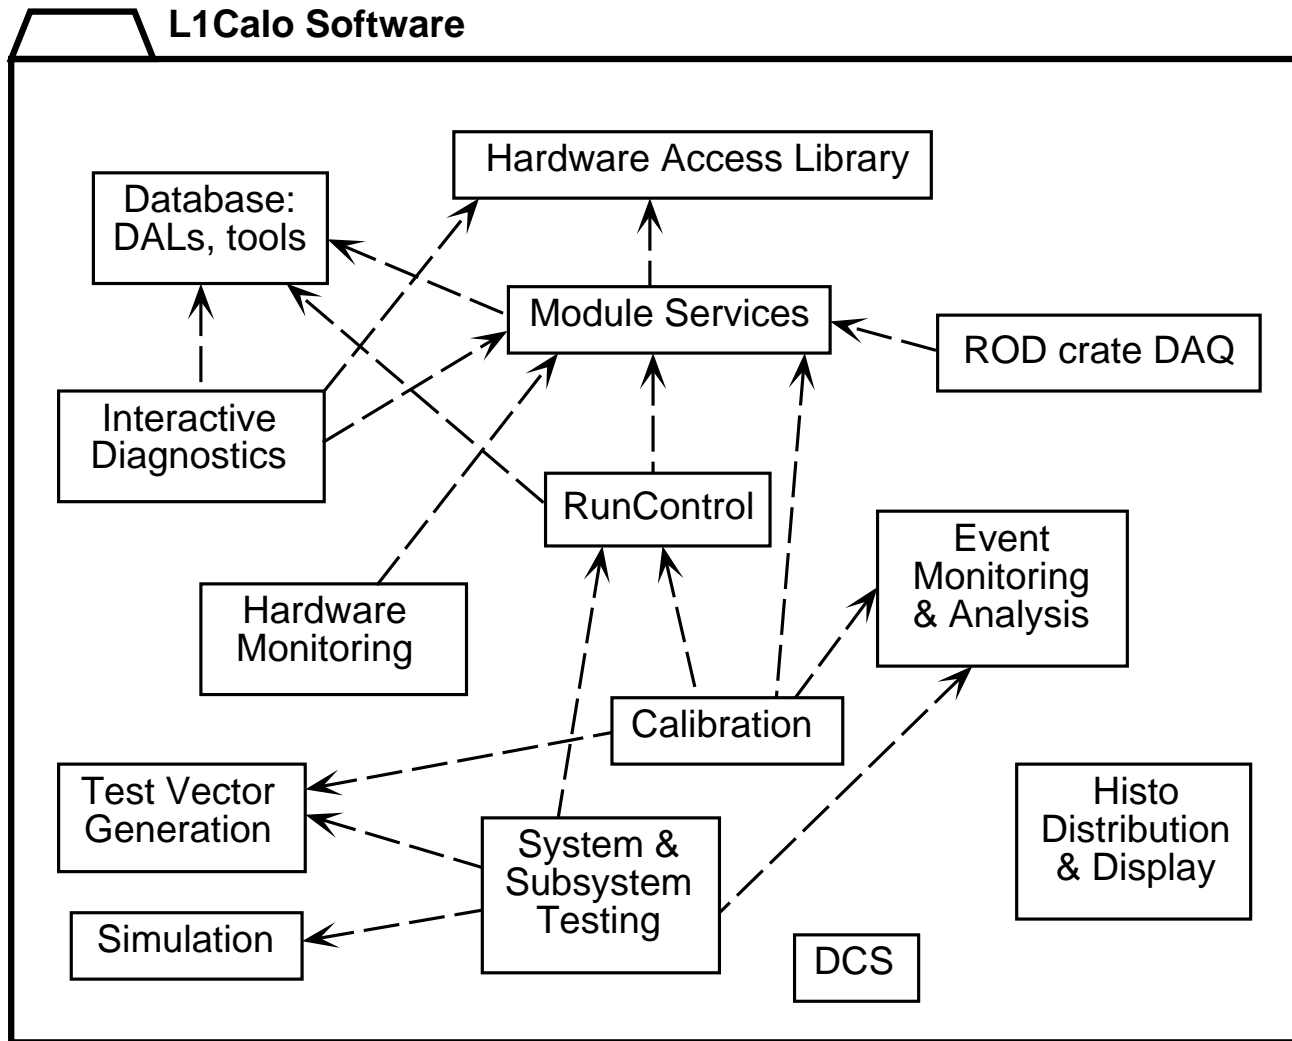 L1Calo Software
Hardware Access Library
Database:
DALs, tools
Module Services
ROD crate DAQ
Interactive
Diagnostics
RunControl
Event
Monitoring
& Analysis
Hardware
Monitoring
Calibration
Test Vector
Generation
Histo
Distribution
& Display
System &
Subsystem
Testing
Simulation
DCS